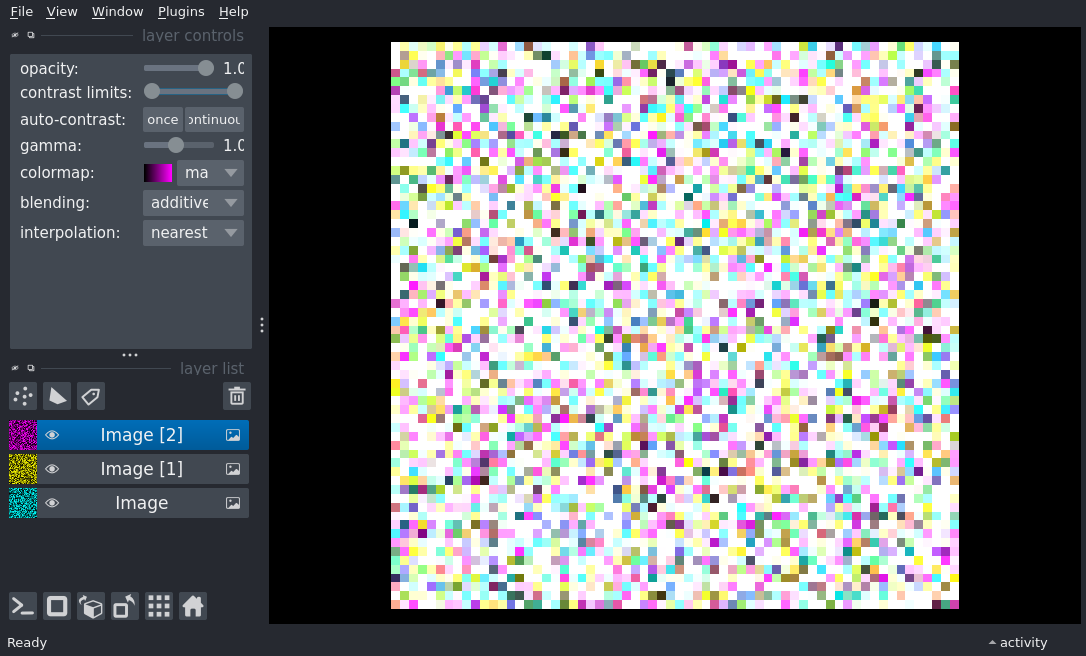 File View Window Plugins Help
layer controls
opacity: 1.0
contrast limits:
auto-contrast: once ontinuou
gamma: 1.0
colormap: ma
blending: additive
interpolation: nearest
layer list
Image [2]
Image [1]
Image
Ready activity